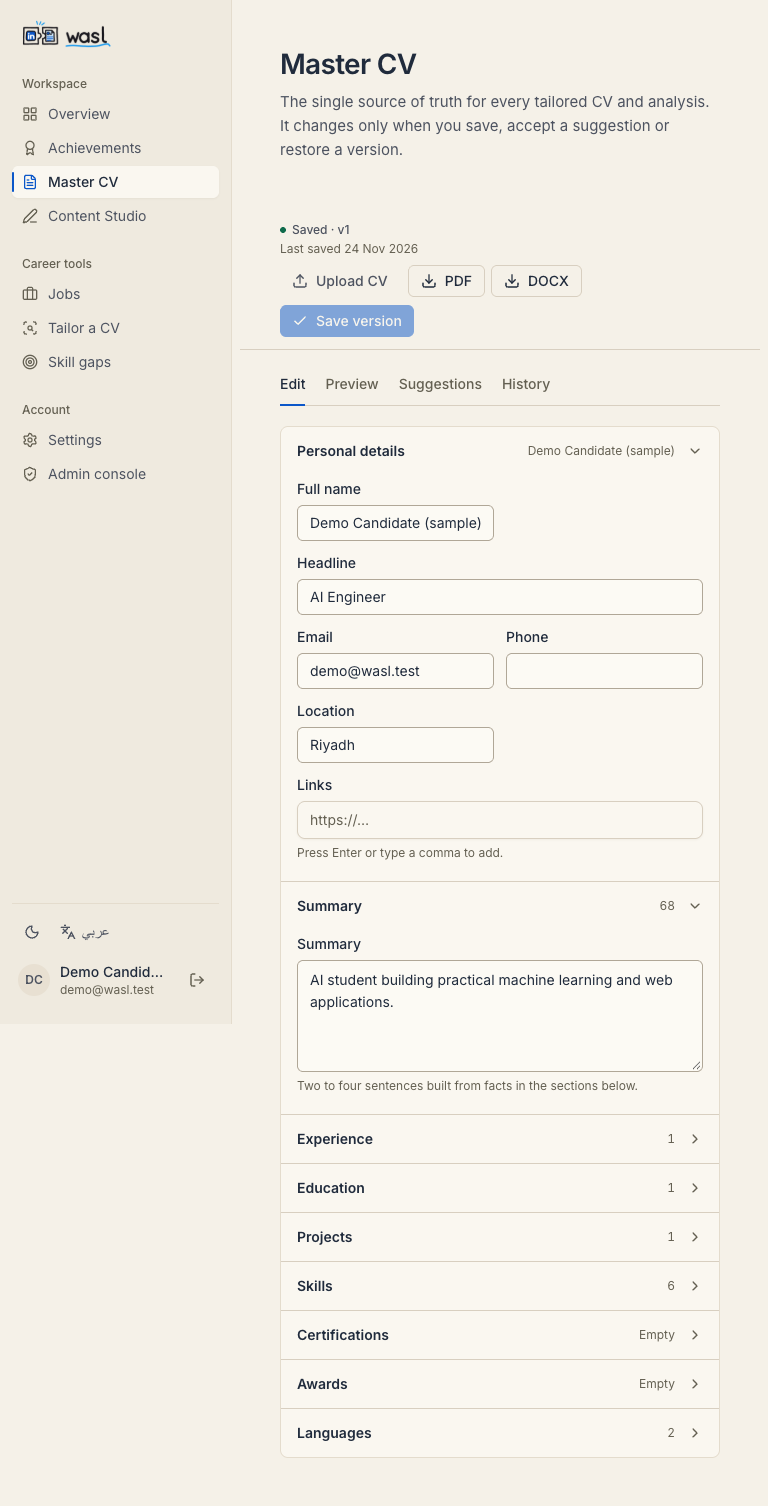 in
wasl
Workspace
Overview
Achievements
Master CV
Content Studio
Career tools
Jobs
Tailor a CV
Skill gaps
Account
Settings
Admin console
عربي
DC
Demo Candid...
demo@wasl.test
Master CV
The single source of truth for every tailored CV and analysis.
It changes only when you save, accept a suggestion or
restore a version.
Saved · v1
Last saved 24 Nov 2026
Upload CV
PDF
DOCX
Save version
Edit
Preview
Suggestions
History
Personal details
Demo Candidate (sample)
Full name
Demo Candidate (sample)
Headline
AI Engineer
Email
Phone
demo@wasl.test
Location
Riyadh
Links
https://...
Press Enter or type a comma to add.
Summary
68
Summary
AI student building practical machine learning and web
applications.
Two to four sentences built from facts in the sections below.
Experience
1
Education
1
Projects
1
Skills
6
Certifications
Empty
Awards
Empty
Languages
2